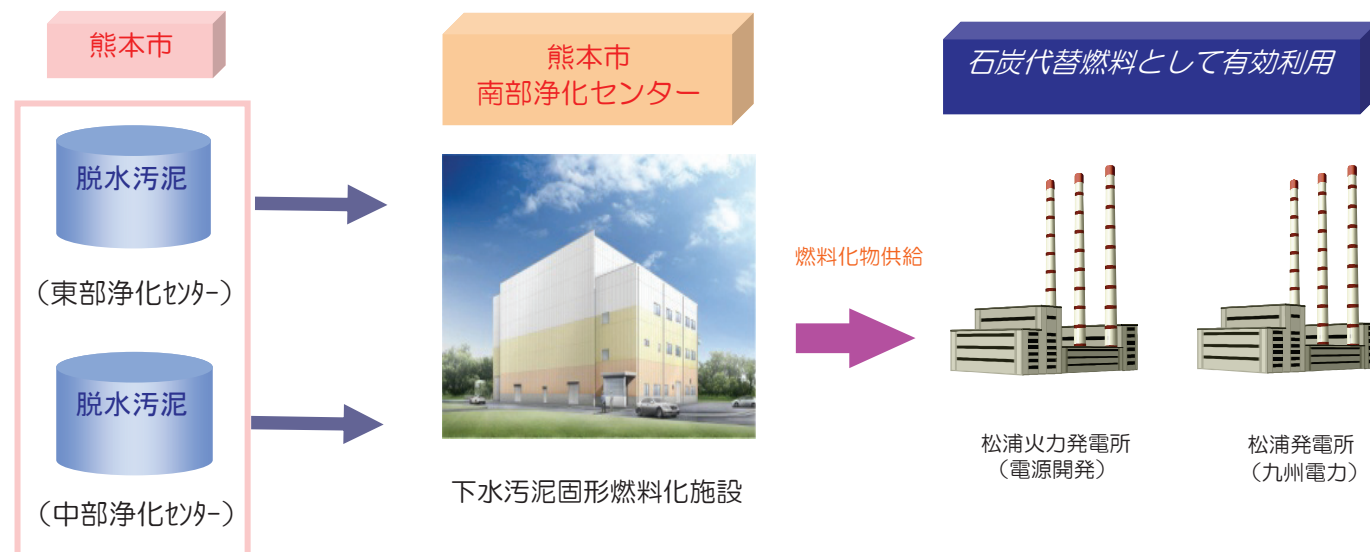 熊本市
脱水汚泥
（東部浄化ｾﾝﾀｰ）
脱水汚泥
（中部浄化ｾﾝﾀｰ）
熊本市
南部浄化センター
下水汚泥固形燃料化施設
燃料化物供給
石炭代替燃料として有効利用
松浦火力発電所
（電源開発）
松浦発電所
（九州電力）